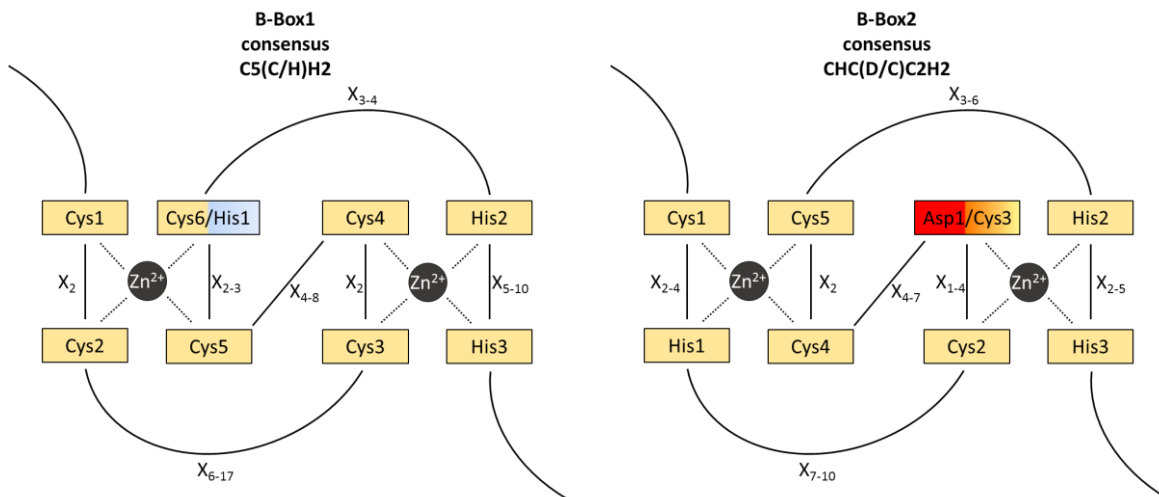 B-Box1
consensus
C5(C/H)H2
X3-4
Cys1
Cys6/His1
Cys4
His2
X2
Zn2+
X2-3
X4-8
X2
Zn2+
X5-10
Cys2
Cys5
Cys3
His3
X6-17
B-Box2
consensus
CHC(D/C)C2H2
X3-6
Cys1
Cys5
Asp1/Cys3
His2
X2-4
Zn2+
X2
X4-7
X1-4
Zn2+
X2-5
His1
Cys4
Cys2
His3
X7-10